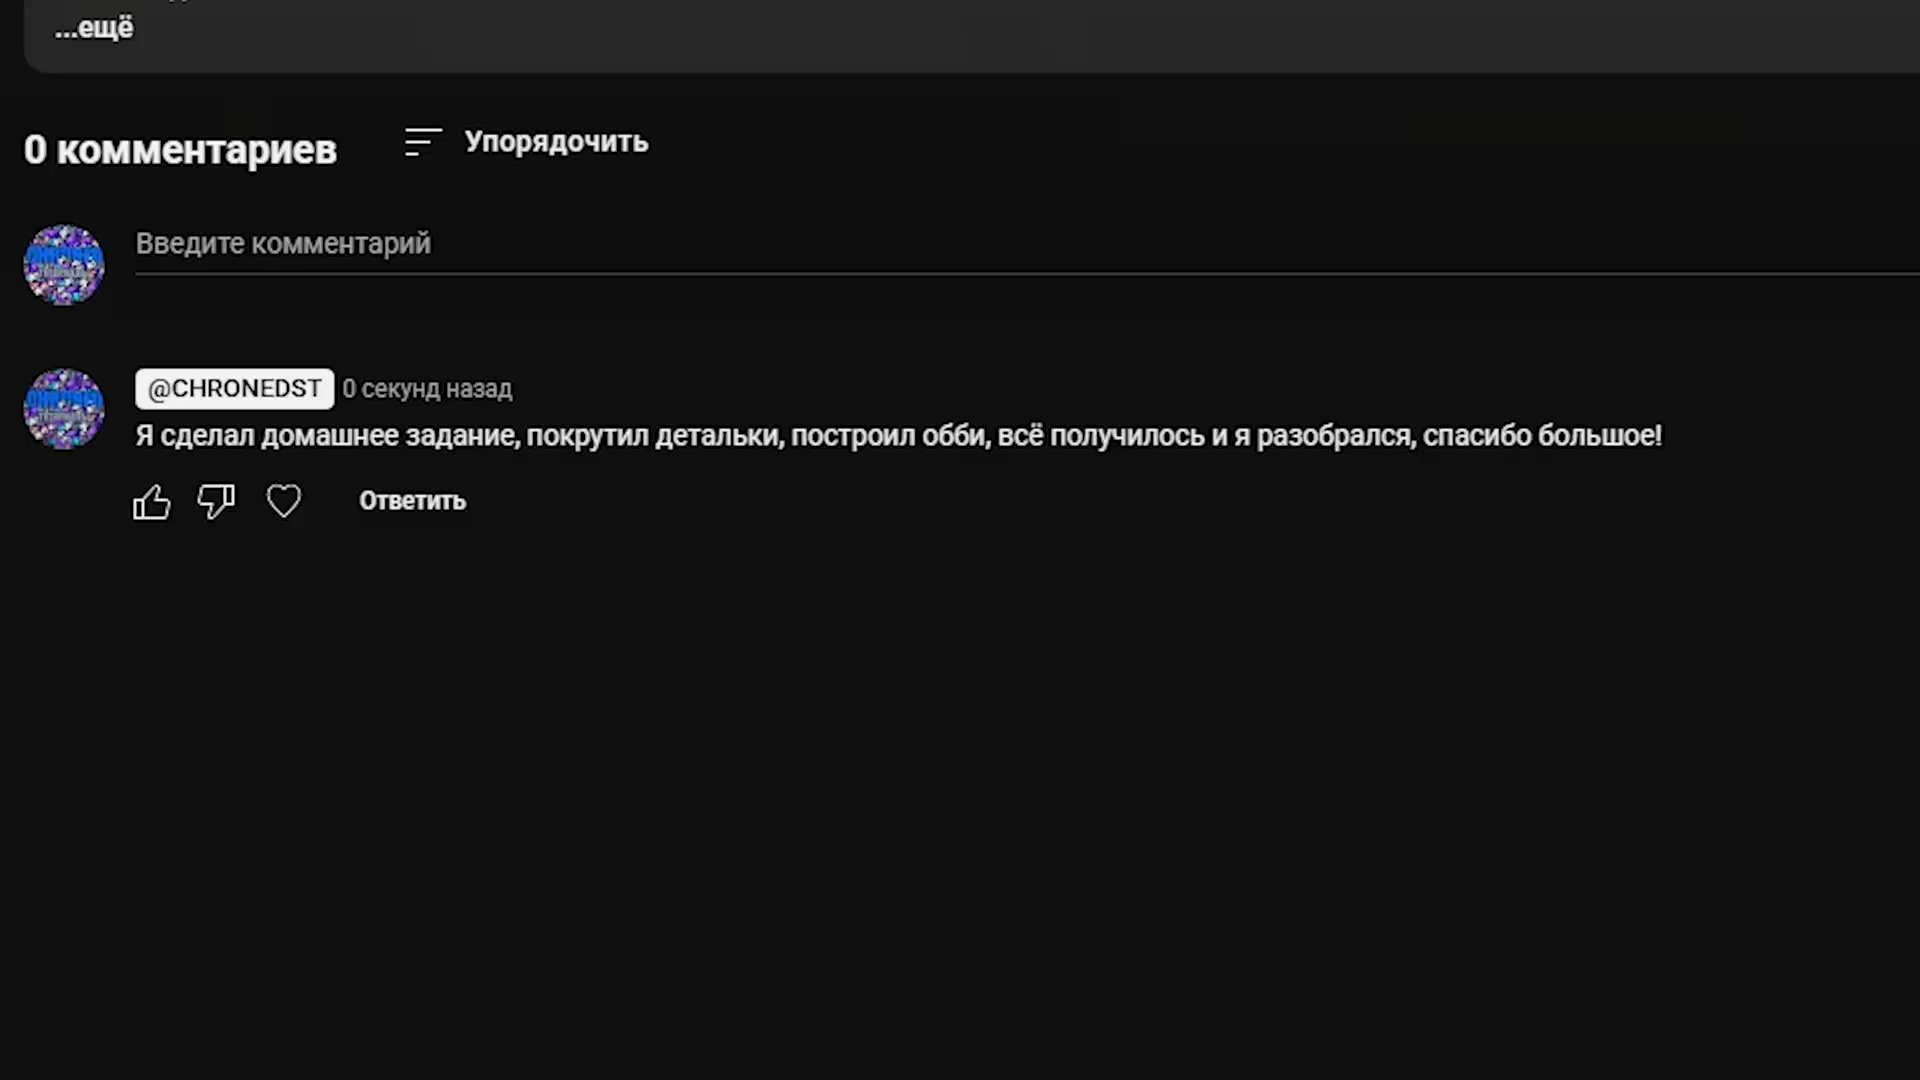 ...ещё
0 комментариев
Упорядочить
Введите комментарий
@CHRONEDST 0 секунд назад
Я сделал домашнее задание, покрутил детальки, построил обби, всё получилось и я разобрался, спасибо большое!
Ответить